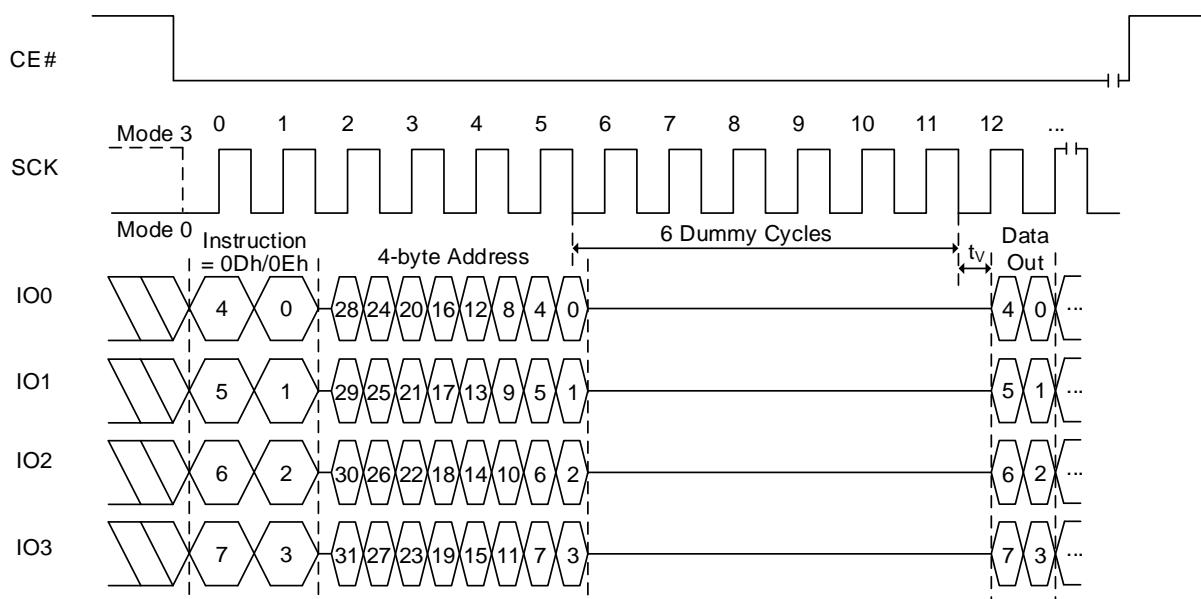 CE#
0 1 2 3 4 5 6 7 8 9 10 11 12 ...
Mode 3
SCK
Mode 0
Instruction
= 0Dh/0Eh
4-byte Address
6 Dummy Cycles
tV
Data
Out
IO0 4 0 28 24 20 16 12 8 4 0 4 0 ...
IO1 5 1 29 25 21 17 13 9 5 1 5 1 ...
IO2 6 2 30 26 22 18 14 10 6 2 6 2 ...
IO3 7 3 31 27 23 19 15 11 7 3 7 3 ...